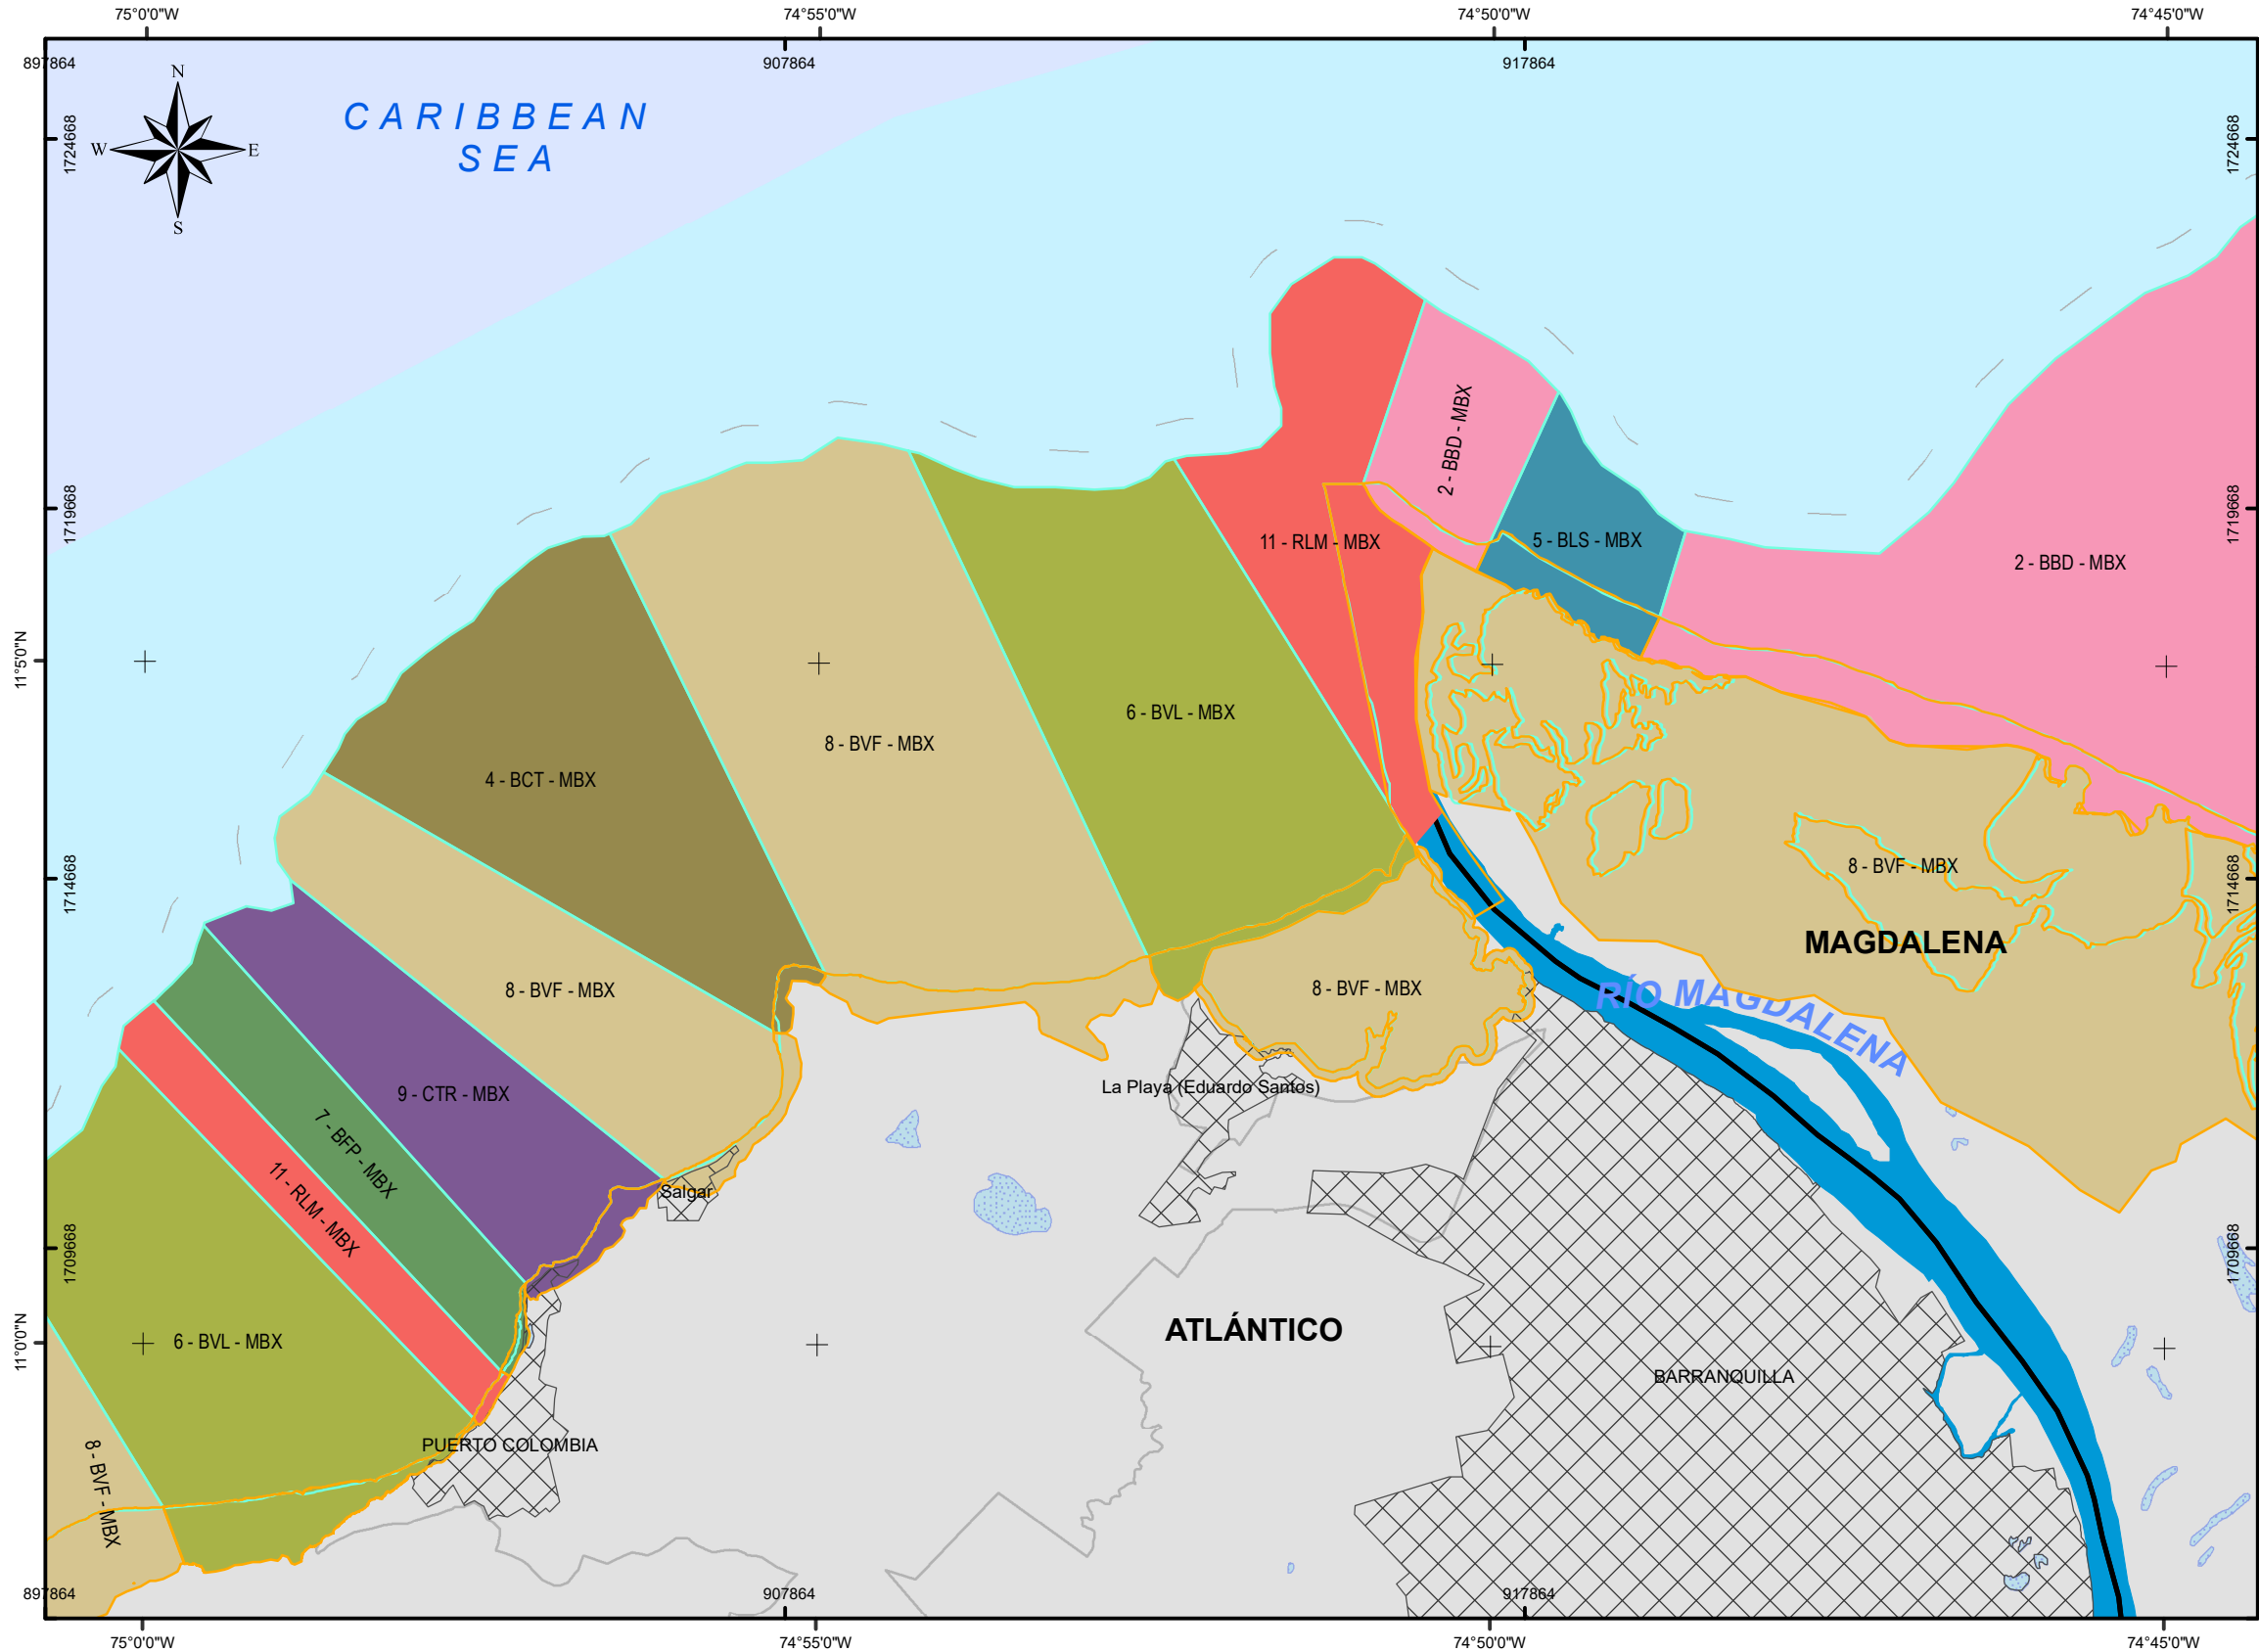 75°0'0"W
74°55'0"W
74°50'0"W
74°45'0"W
897864
907864
917864
N
W
E
S
CARIBBEAN
SEA
1724668
1724668
2 - BBD - MBX
1719668
1719668
11 - RLM - MBX
5 - BLS - MBX
2 - BBD - MBX
11°5'0"N
6 - BVL - MBX
8 - BVF - MBX
4 - BCT - MBX
8 - BVF - MBX
1714668
1714668
MAGDALENA
8 - BVF - MBX
8 - BVF - MBX
RÍO MAGDALENA
9 - CTR - MBX
La Playa (Eduardo Santos)
7 - BFP - MBX
Salgar
11 - RLM - MBX
1709668
1709668
ATLÁNTICO
11°0'0"N
6 - BVL - MBX
BARRANQUILLA
PUERTO COLOMBIA
8 - BVF - MBX
897864
907864
917864
75°0'0"W
74°55'0"W
74°50'0"W
74°45'0"W